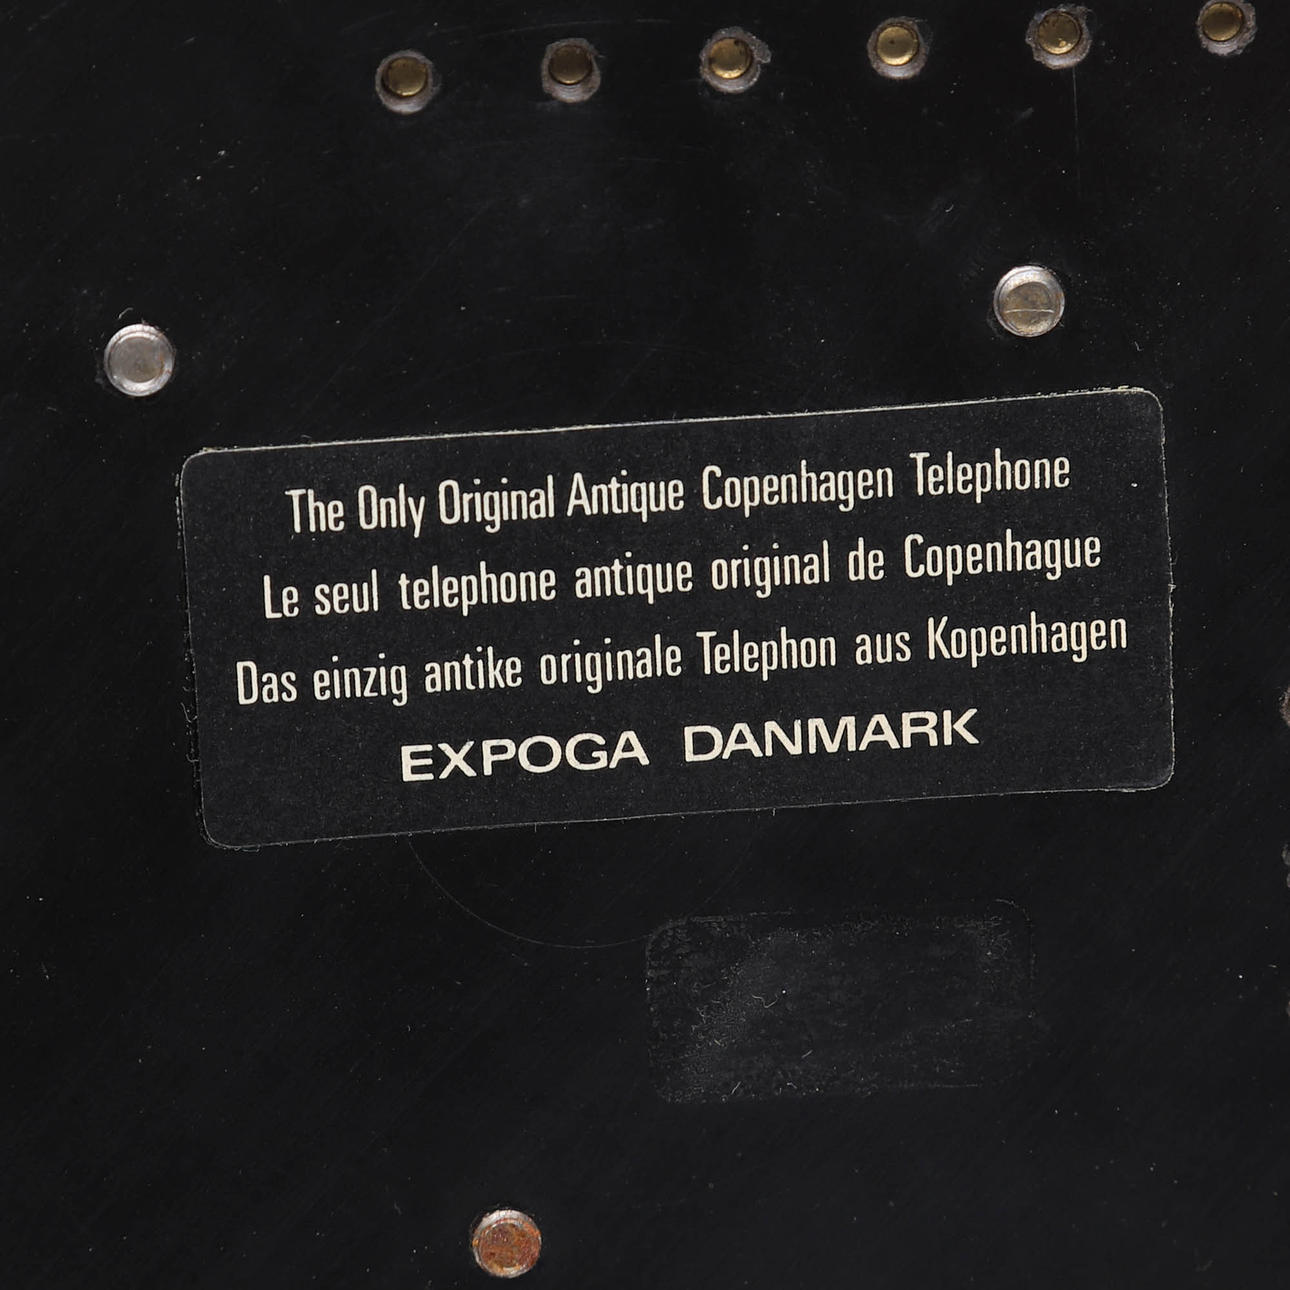 The Only Original Antique Copenhagen Telephone
Le seul telephone antique original de Copenhague
Das einzig antike originale Telephon aus Kopenhagen
EXPOGA DANMARK